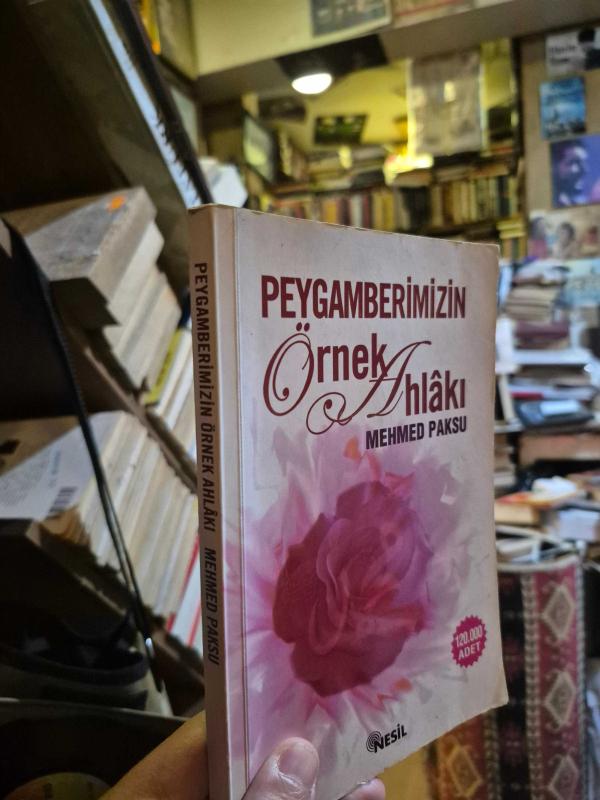 PEYGAMBERİMİZİN
Örnek Ahlâkı
MEHMED PAKSU
120.000
ADET
NESİL
PEYGAMBERİMİZİN ÖRNEK AHLÂKI MEHMED PAKSU